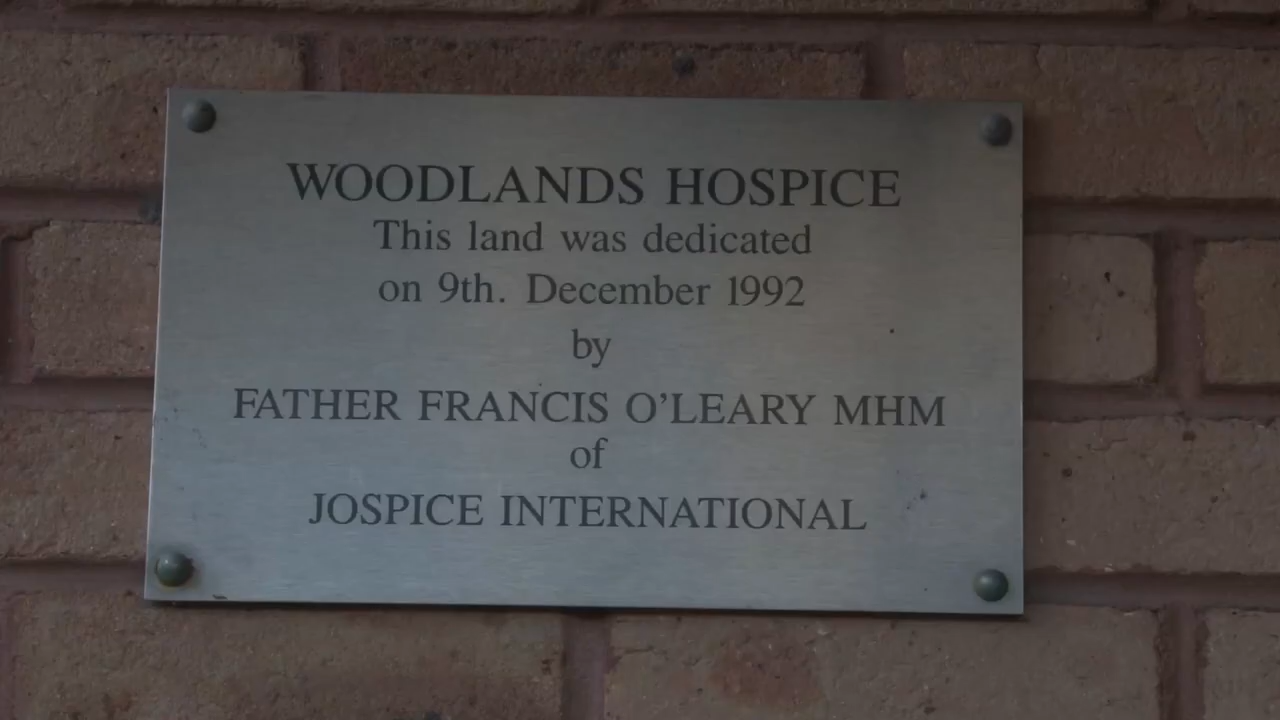 WOODLANDS HOSPICE
This land was dedicated
on 9th. December 1992
by
FATHER FRANCIS O'LEARY MHM
of
JOSPICE INTERNATIONAL